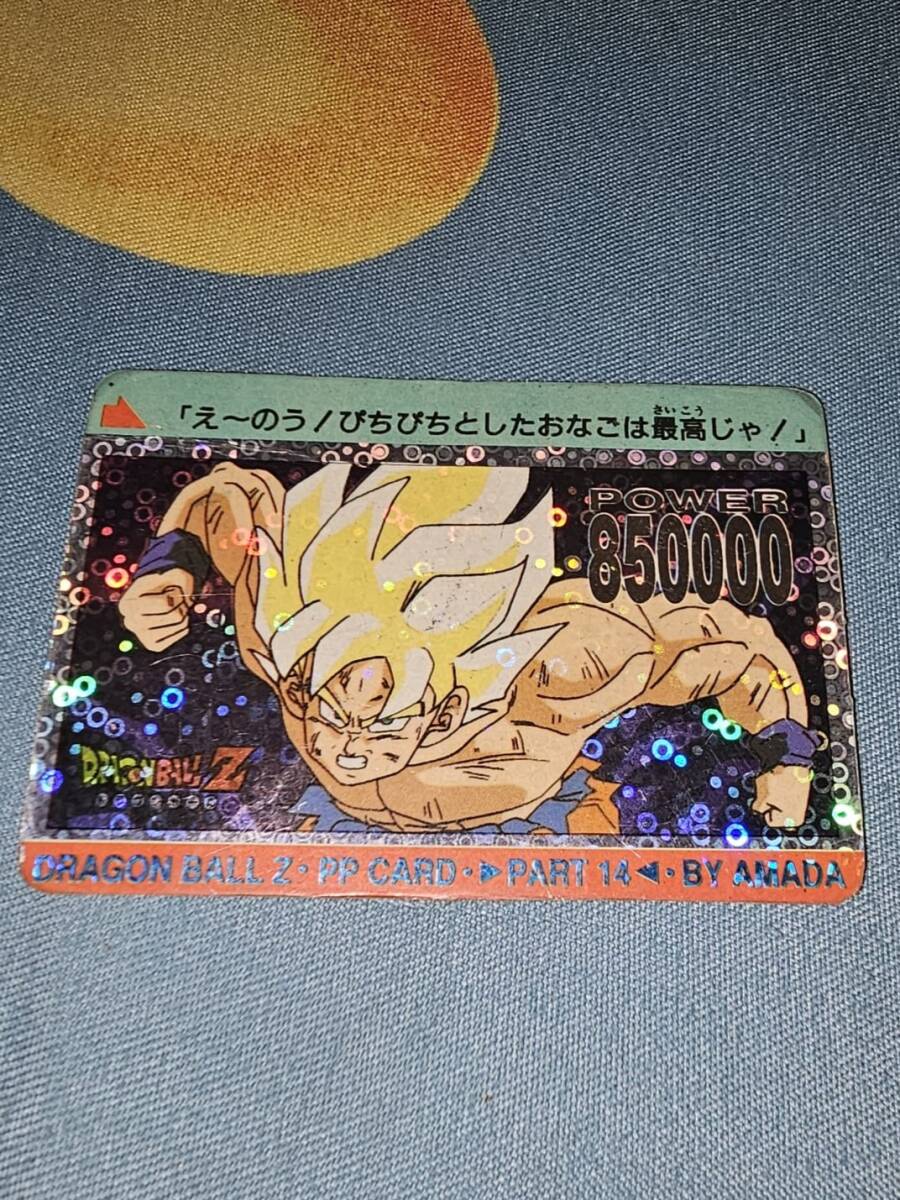 「え〜のう!ぴちぴちとしたおなごは最高じゃ!」
さいこう
POWER
850000
DRAGON BALL Z
DRAGON BALL Z・PP CARD・▶PART 14◀・BY AMADA